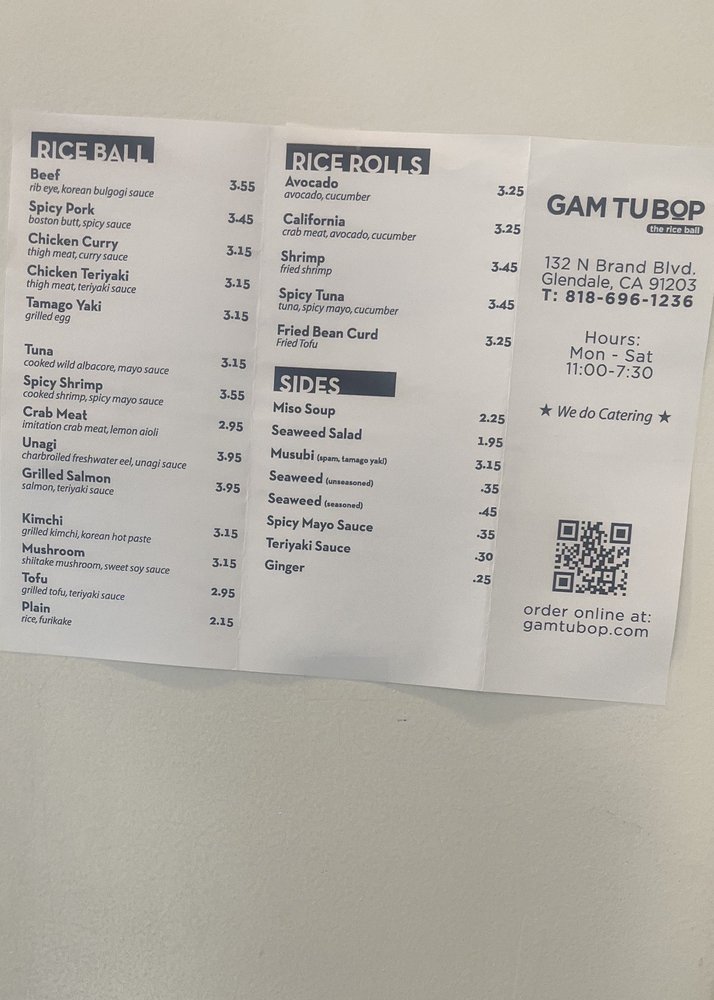 RICE BALL
Beef 3.55
rib eye, korean bulgogi sauce
Spicy Pork 3.45
boston butt, spicy sauce
Chicken Curry 3.15
thigh meat, curry sauce
Chicken Teriyaki 3.15
thigh meat, teriyaki sauce
Tamago Yaki 3.15
grilled egg
Tuna 3.15
cooked wild albacore, mayo sauce
Spicy Shrimp 3.55
cooked shrimp, spicy mayo sauce
Crab Meat 2.95
imitation crab meat, lemon aioli
Unagi 3.95
charbroiled freshwater eel, unagi sauce
Grilled Salmon 3.95
salmon, teriyaki sauce
Kimchi 3.15
grilled kimchi, korean hot paste
Mushroom 3.15
shiitake mushroom, sweet soy sauce
Tofu 2.95
grilled tofu, teriyaki sauce
Plain 2.15
rice, furikake
RICE ROLLS
Avocado 3.25
avocado, cucumber
California 3.25
crab meat, avocado, cucumber
Shrimp 3.45
fried shrimp
Spicy Tuna 3.45
tuna, spicy mayo, cucumber
Fried Bean Curd 3.25
Fried Tofu
SIDES
Miso Soup 2.25
Seaweed Salad 1.95
Musubi (spam, tamago yaki) 3.15
Seaweed (unseasoned) .35
Seaweed (seasoned) .45
Spicy Mayo Sauce .35
Teriyaki Sauce .30
Ginger .25
GAM TU BOP
the rice ball
132 N Brand Blvd.
Glendale, CA 91203
T: 818-696-1236
Hours:
Mon - Sat
11:00-7:30
★ We do Catering ★
order online at:
gamtubop.com